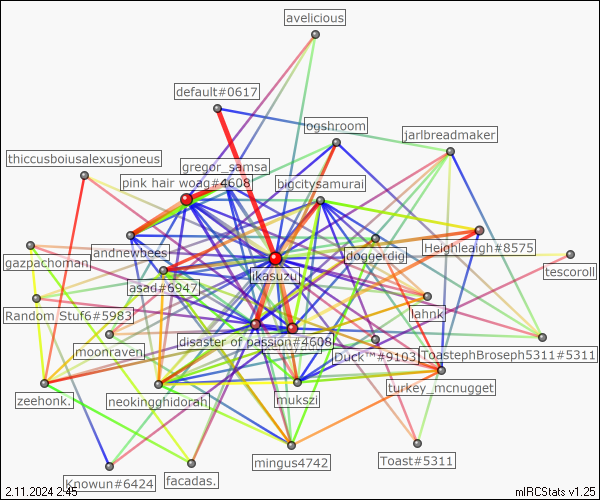 avelicious
default#0617
ogshroom
jarlbreadmaker
thiccusboiusalexusjoneus
gregor_samsa
pink hair woag#4608
bigcitysamurai
andnewbees
doggerdig
Heighleaigh#8575
gazpachoman
ikasuzu
tescoroll
asad#6947
Random Stuf6#5983
lahnk
moonraven
disaster of passion#4608
Duck™#9103
ToastephBroseph5311#5311
turkey_mcnugget
zeehonk.
neokingghidorah
mukszi
Knowun#6424
facadas.
mingus4742
Toast#5311
2.11.2024 2:45
mIRCStats v1.25